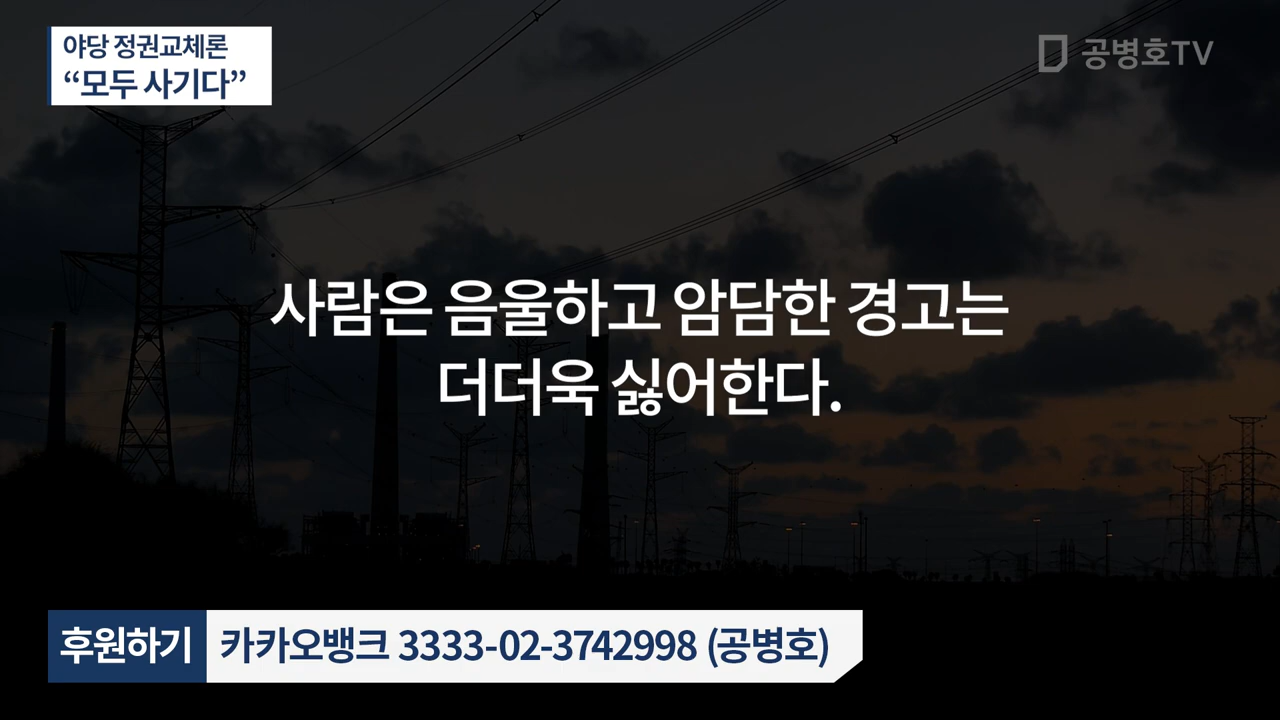 야당 정권교체론
“모두 사기다”
공병호TV
사람은 음울하고 암담한 경고는
더더욱 싫어한다.
후원하기
카카오뱅크 3333-02-3742998 (공병호)